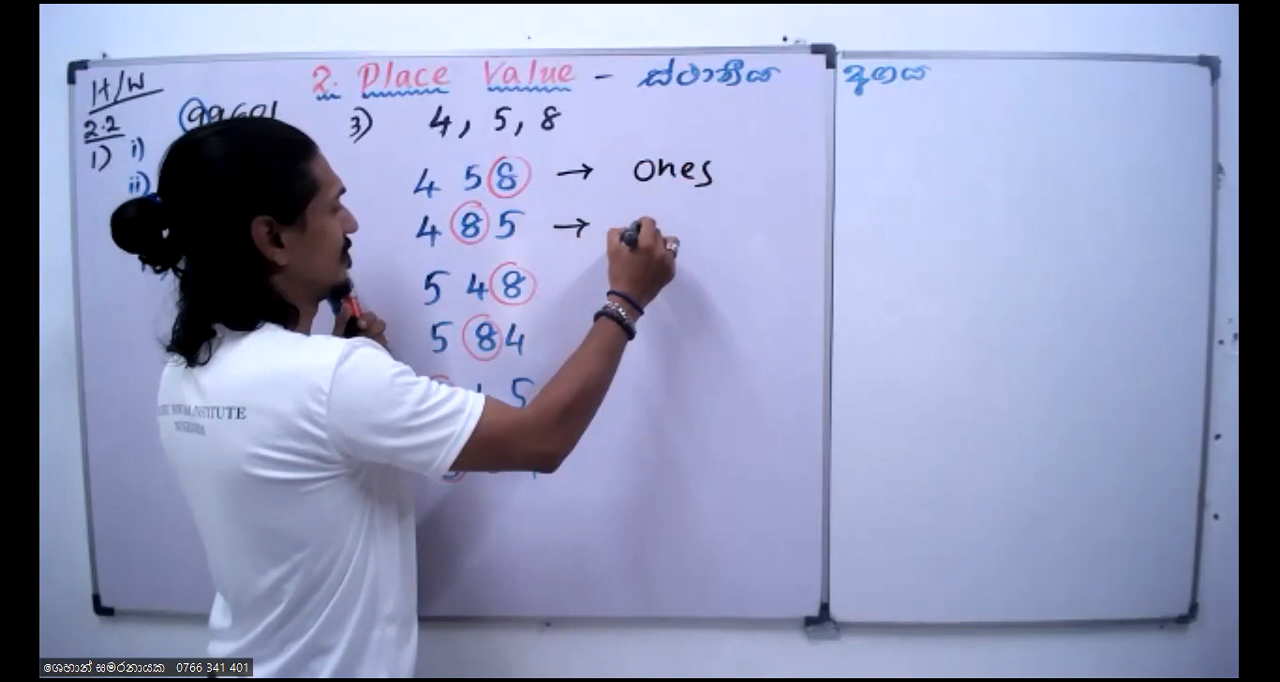 H/W
2. Place Value - ස්ථානීය අගය
2.2
1) i)
ii)
3) 4, 5, 8
4 5 8 → Ones
4 8 5 →
5 4 8
5 8 4
5
INSTITUTE
ශෙහාන් සමරනායක 0766 341 401